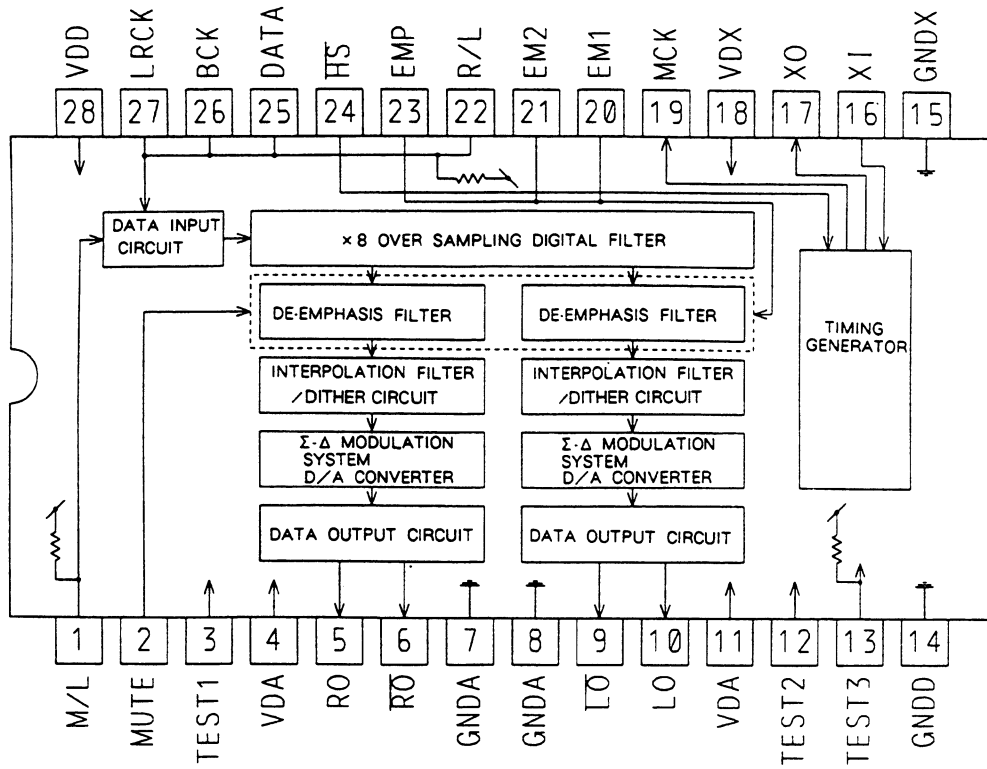 VDD LRCK BCK DATA H̅S̅ EMP R/L EM2 EM1 MCK VDX XO XI GNDX
28 27 26 25 24 23 22 21 20 19 18 17 16 15
DATA INPUT
CIRCUIT
×8 OVER SAMPLING DIGITAL FILTER
DE-EMPHASIS FILTER
DE-EMPHASIS FILTER
TIMING
GENERATOR
INTERPOLATION FILTER
/DITHER CIRCUIT
INTERPOLATION FILTER
/DITHER CIRCUIT
Σ-Δ MODULATION
SYSTEM
D/A CONVERTER
Σ-Δ MODULATION
SYSTEM
D/A CONVERTER
DATA OUTPUT CIRCUIT
DATA OUTPUT CIRCUIT
1 2 3 4 5 6 7 8 9 10 11 12 13 14
M/L MUTE TEST1 VDA RO R̅O̅ GNDA GNDA L̅O̅ LO VDA TEST2 TEST3 GNDD